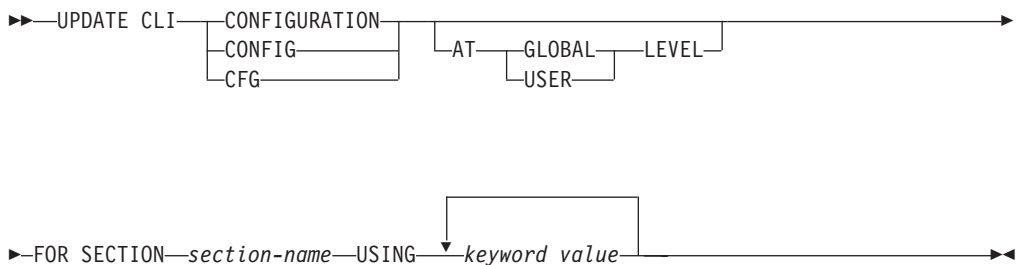 UPDATE CLI CONFIGURATION
CONFIG
CFG
AT GLOBAL LEVEL
USER
FOR SECTION section-name USING keyword value